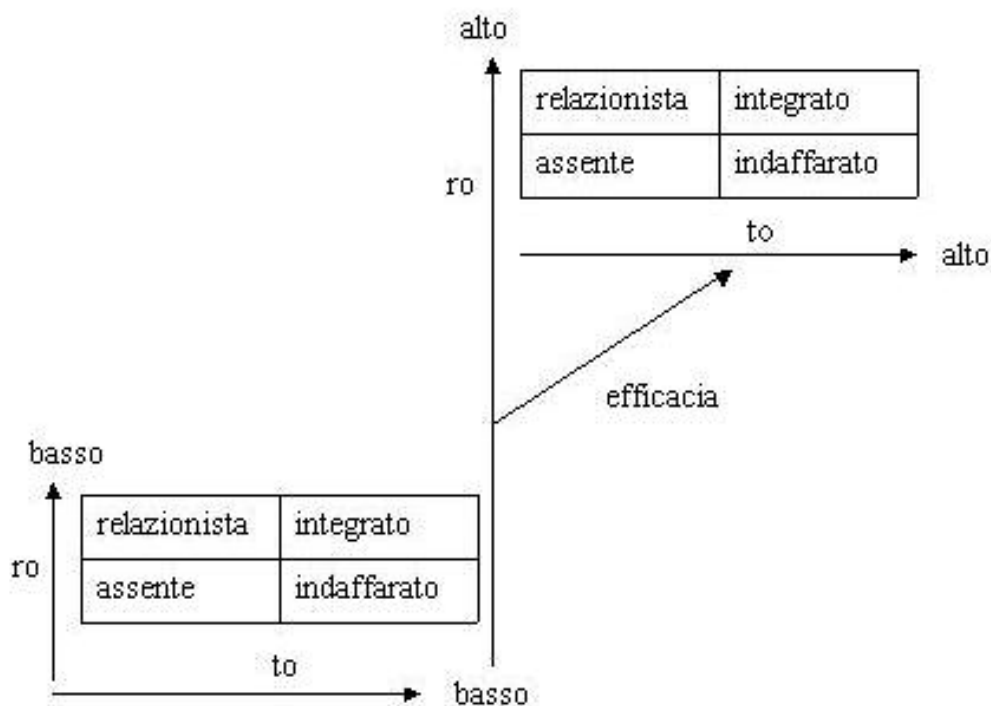 alto
relazionista integrato
assente indaffarato
ro
to
alto
efficacia
basso
relazionista integrato
assente indaffarato
ro
to
basso